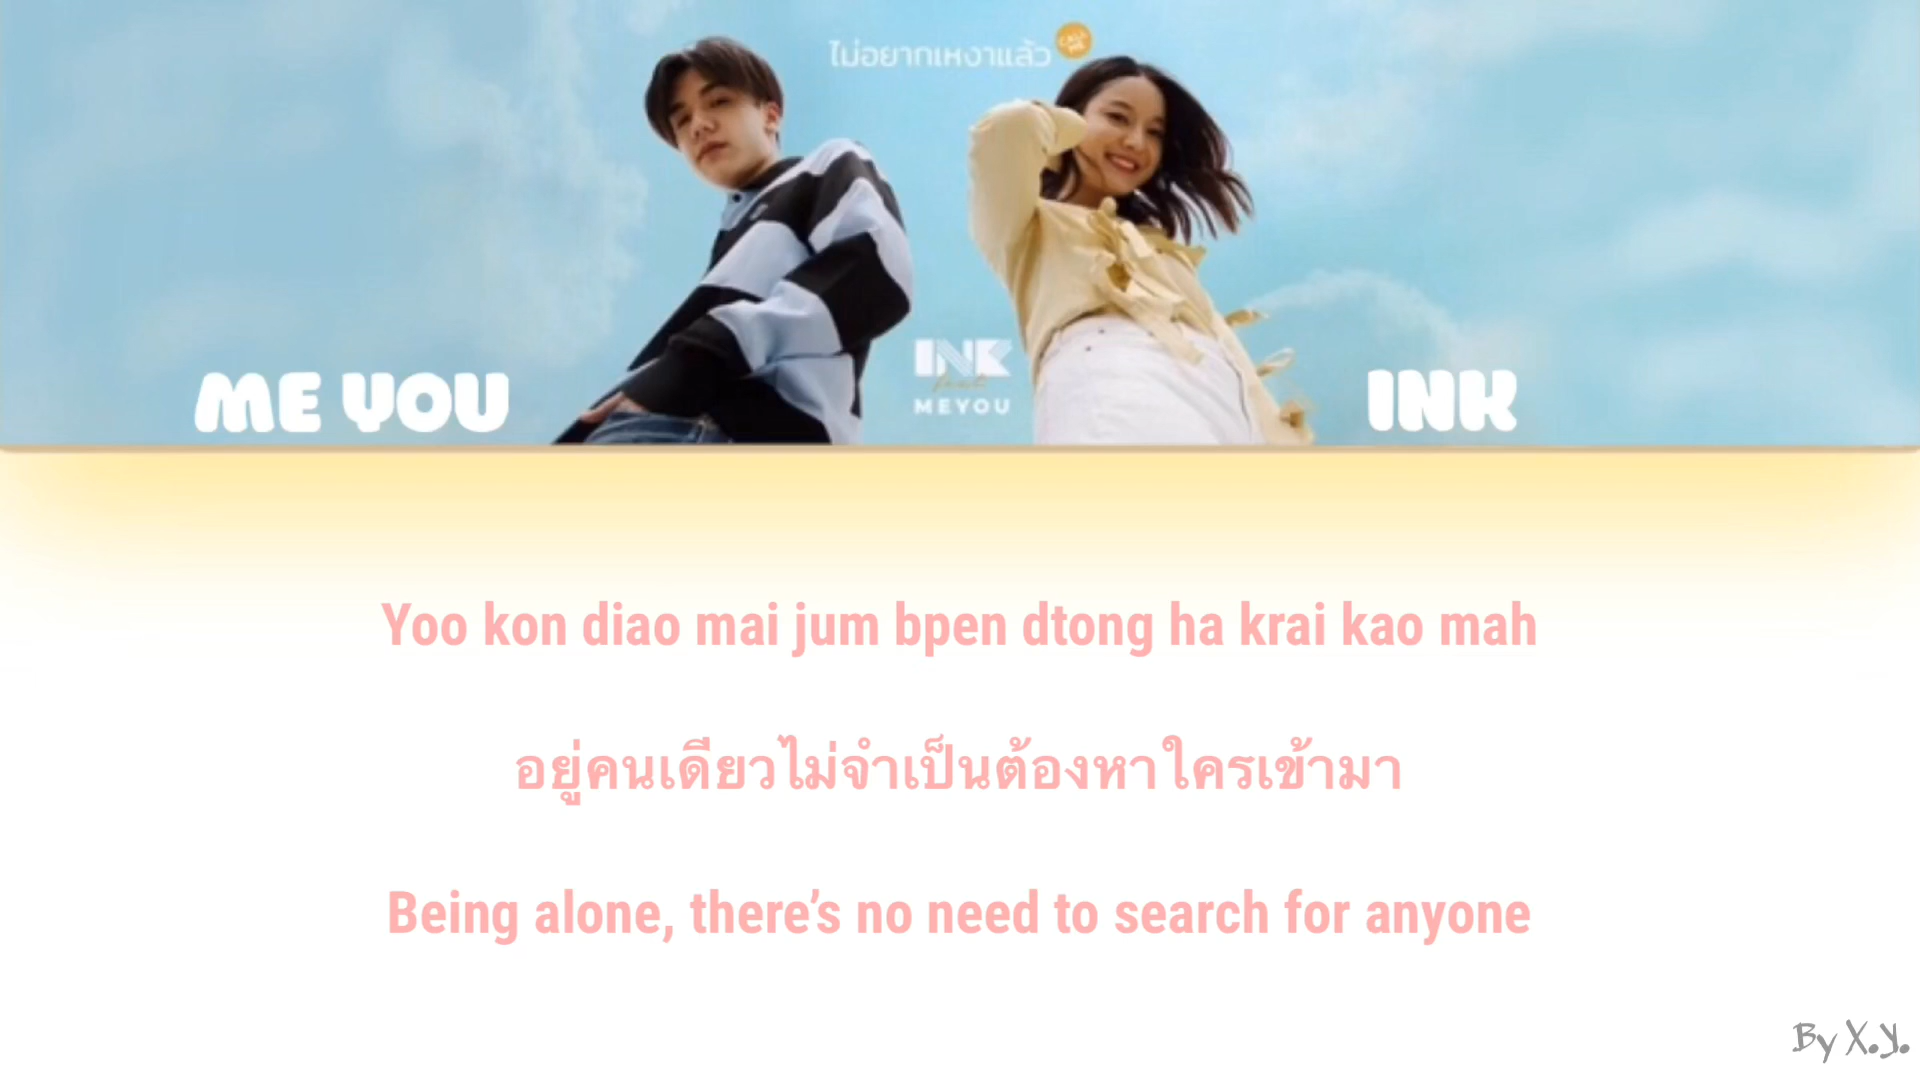 ไม่อยากเหงาแล้ว
CALL ME
INK
feat
MEYOU
ME YOU
INK
Yoo kon diao mai jum bpen dtong ha krai kao mah
อยู่คนเดียวไม่จำเป็นต้องหาใครเข้ามา
Being alone, there’s no need to search for anyone
By X.Y.